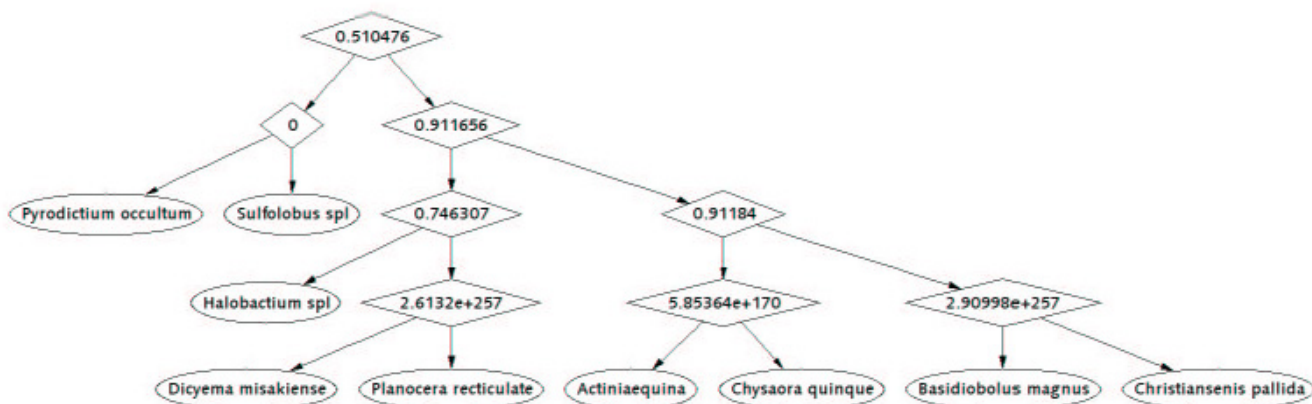 0.510476
0 0.911656
Pyrodictium occultum Sulfolobus spl 0.746307 0.91184
Halobactium spl 2.6132e+257 5.85364e+170 2.90998e+257
Dicyema misakiense Planocera recticulate Actiniaequina Chysaora quinque Basidiobolus magnus Christiansenis pallida